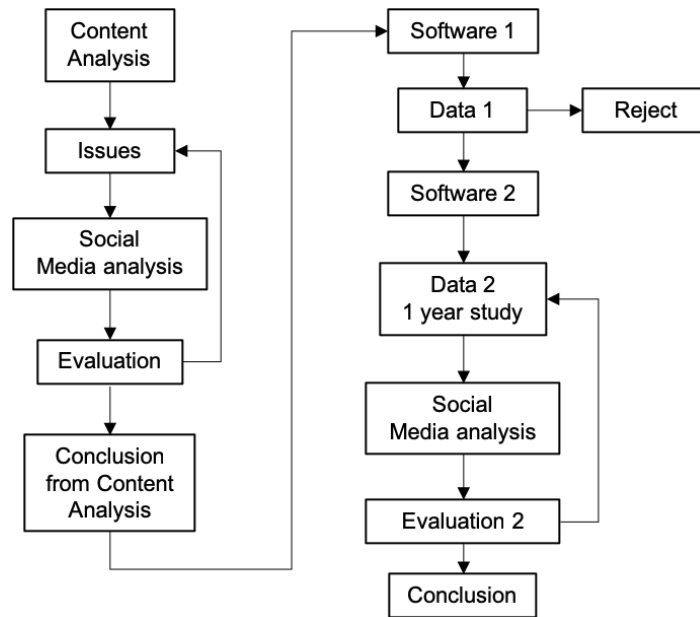 Content
Analysis
Issues
Social
Media analysis
Evaluation
Conclusion
from Content
Analysis
Software 1
Data 1
Reject
Software 2
Data 2
1 year study
Social
Media analysis
Evaluation 2
Conclusion